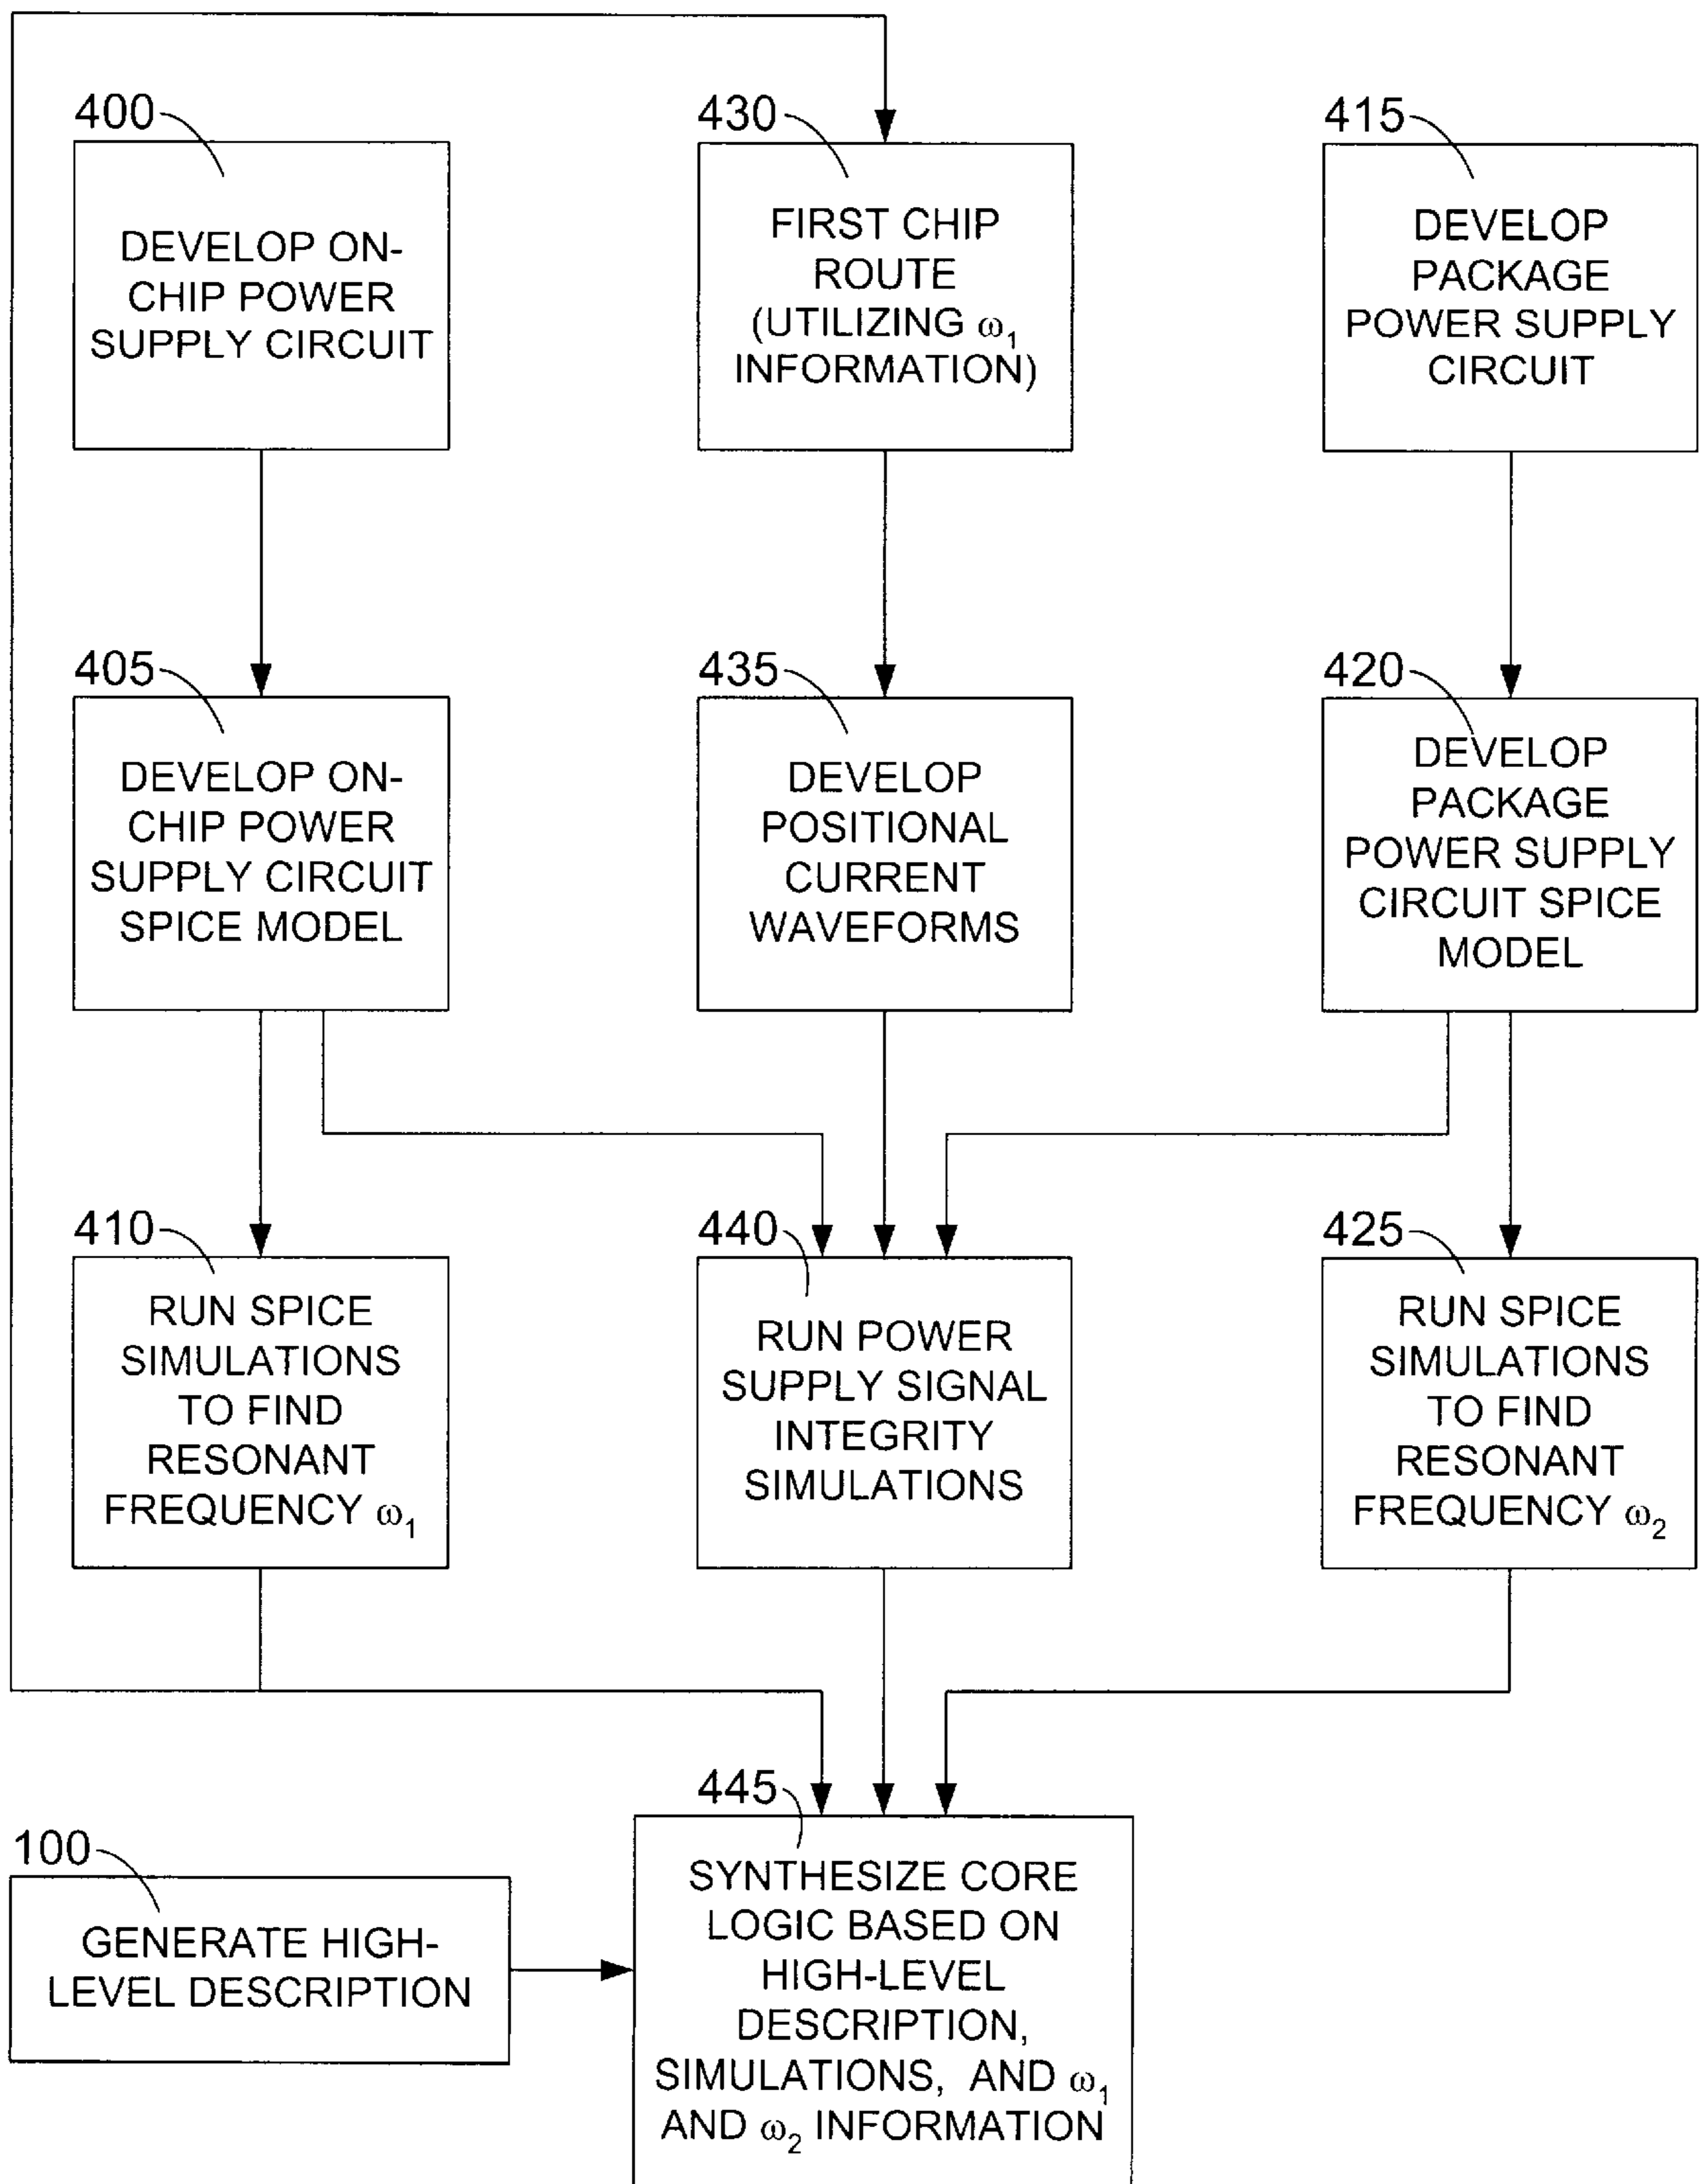 400
DEVELOP ON-
CHIP POWER
SUPPLY CIRCUIT
430
FIRST CHIP
ROUTE
(UTILIZING ω₁
INFORMATION)
415
DEVELOP
PACKAGE
POWER SUPPLY
CIRCUIT
405
DEVELOP ON-
CHIP POWER
SUPPLY CIRCUIT
SPICE MODEL
435
DEVELOP
POSITIONAL
CURRENT
WAVEFORMS
420
DEVELOP
PACKAGE
POWER SUPPLY
CIRCUIT SPICE
MODEL
410
RUN SPICE
SIMULATIONS
TO FIND
RESONANT
FREQUENCY ω₁
440
RUN POWER
SUPPLY SIGNAL
INTEGRITY
SIMULATIONS
425
RUN SPICE
SIMULATIONS
TO FIND
RESONANT
FREQUENCY ω₂
100
GENERATE HIGH-
LEVEL DESCRIPTION
445
SYNTHESIZE CORE
LOGIC BASED ON
HIGH-LEVEL
DESCRIPTION,
SIMULATIONS, AND ω₁
AND ω₂ INFORMATION